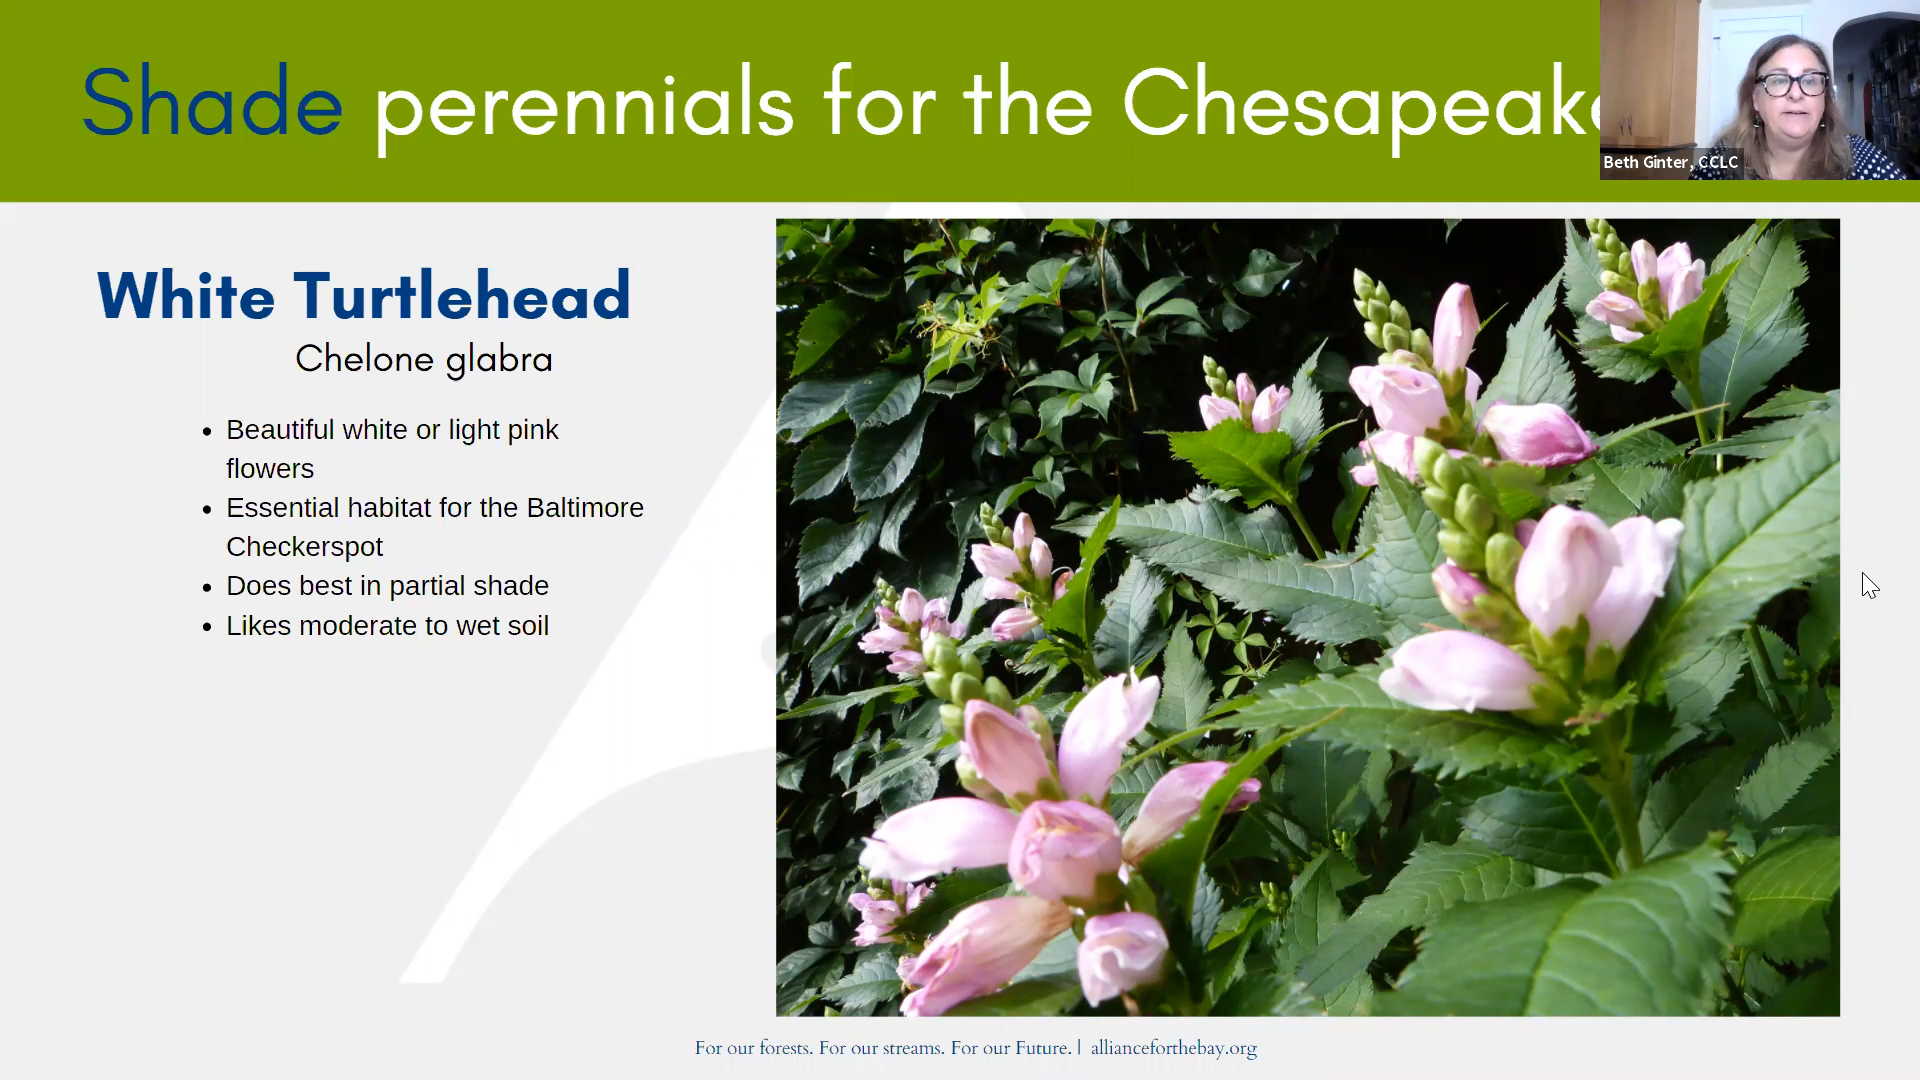 Shade perennials for the Chesapeake
Beth Ginter, CCLC
White Turtlehead
Chelone glabra
• Beautiful white or light pink
flowers
• Essential habitat for the Baltimore
Checkerspot
• Does best in partial shade
• Likes moderate to wet soil
For our forests. For our streams. For our Future. | allianceforthebay.org